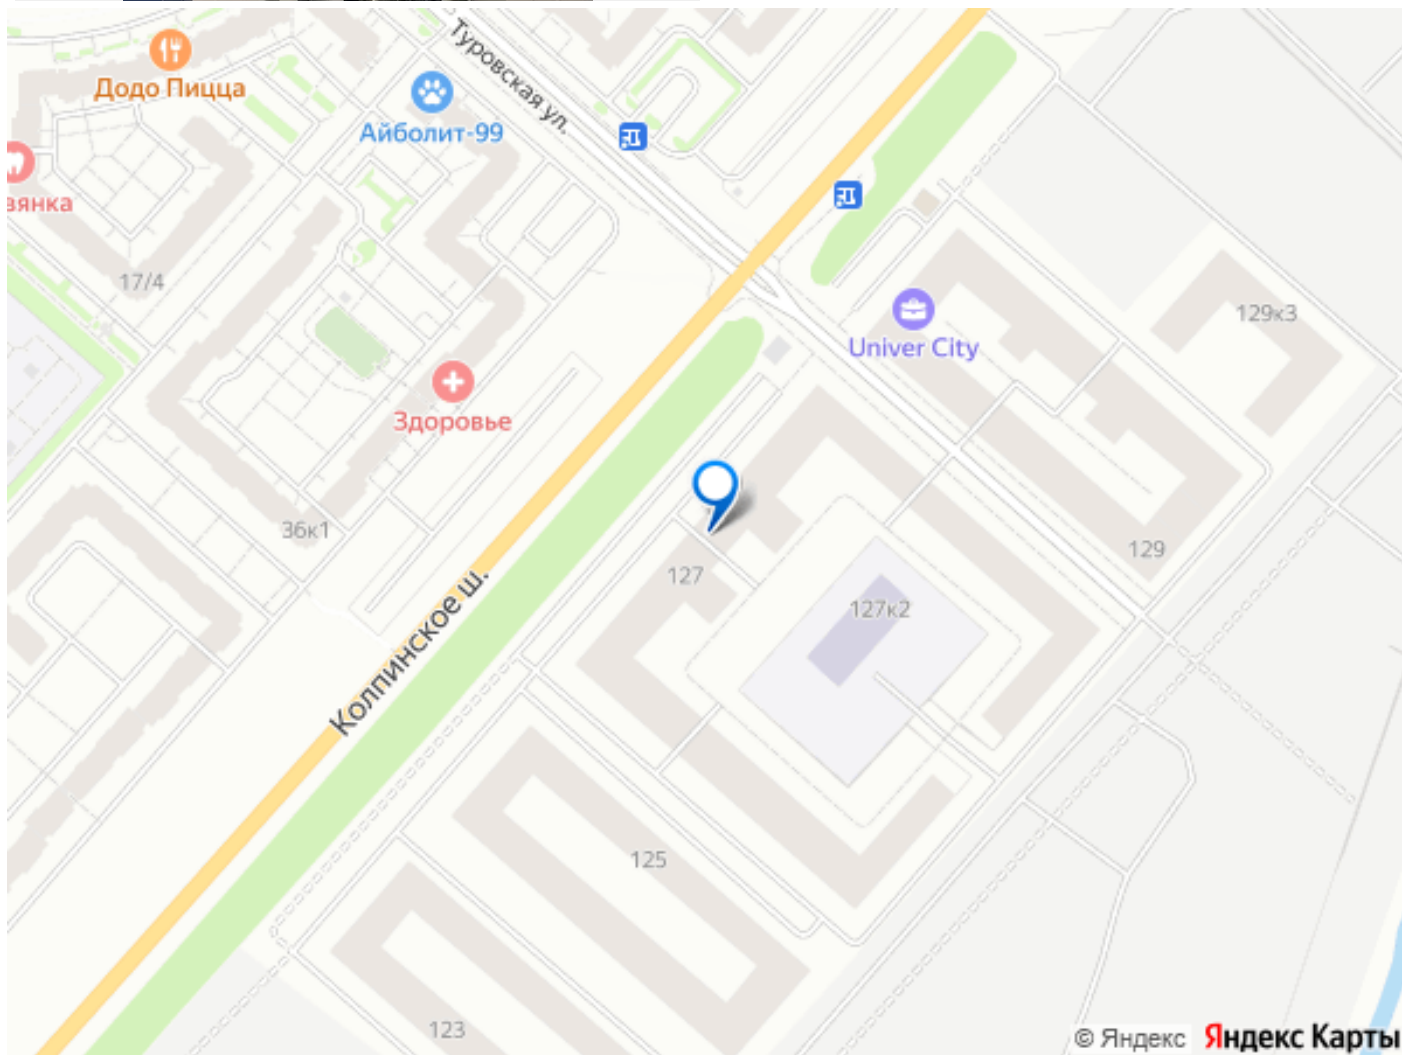 Додо Пицца
Туровская ул.
Айболит-99
вянка
17/4
129к3
Univer City
Здоровье
36к1
129
127
127к2
Колпинское ш.
125
123
© Яндекс Яндекс Карты